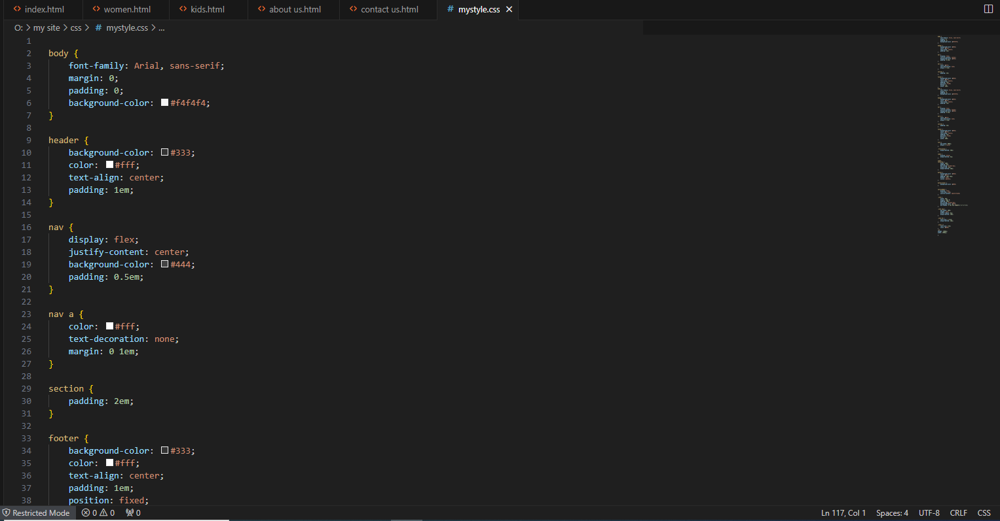 index.html women.html kids.html about us.html contact us.html # mystyle.css
O: > my site > css > # mystyle.css > ...
1
2 body {
3     font-family: Arial, sans-serif;
4     margin: 0;
5     padding: 0;
6     background-color: #f4f4f4;
7 }
8
9 header {
10     background-color: #333;
11     color: #fff;
12     text-align: center;
13     padding: 1em;
14 }
15
16 nav {
17     display: flex;
18     justify-content: center;
19     background-color: #444;
20     padding: 0.5em;
21 }
22
23 nav a {
24     color: #fff;
25     text-decoration: none;
26     margin: 0 1em;
27 }
28
29 section {
30     padding: 2em;
31 }
32
33 footer {
34     background-color: #333;
35     color: #fff;
36     text-align: center;
37     padding: 1em;
38     position: fixed;
Restricted Mode 0 0 0 Ln 117, Col 1 Spaces: 4 UTF-8 CRLF CSS